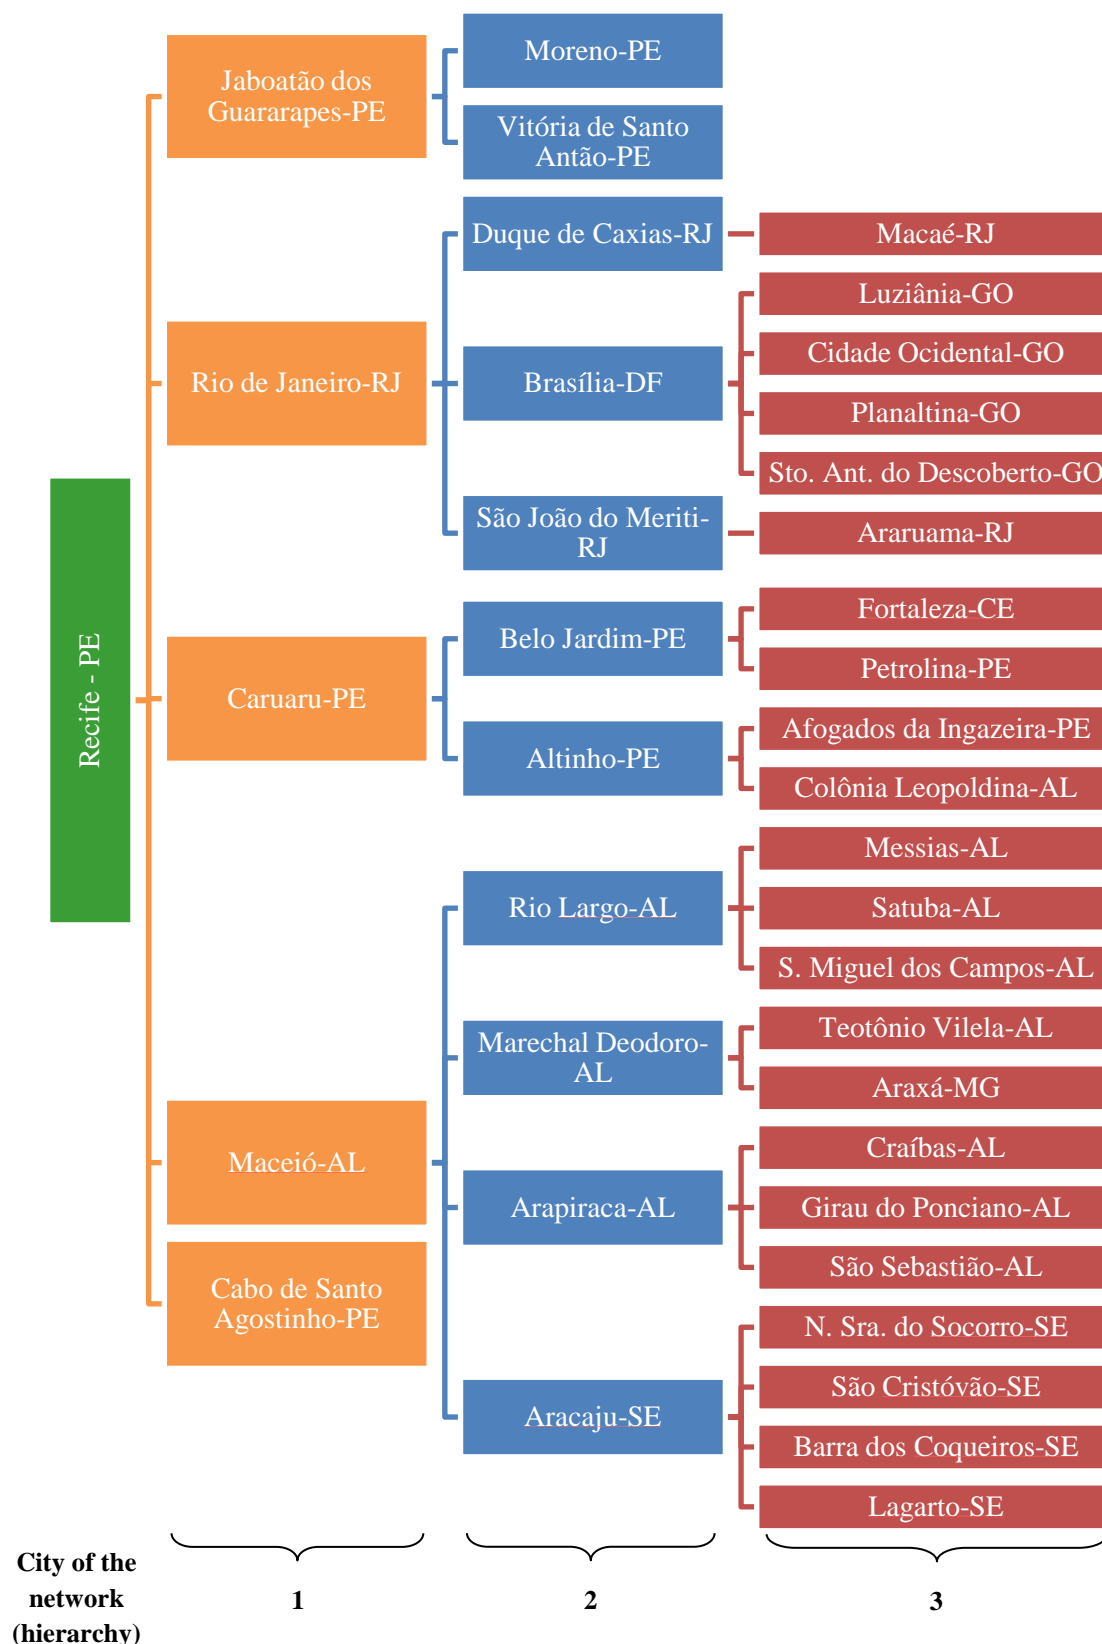 Recife - PE
Jaboatão dos
Guararapes-PE
Moreno-PE
Vitória de Santo
Antão-PE
Rio de Janeiro-RJ
Duque de Caxias-RJ
Macaé-RJ
Brasília-DF
Luziânia-GO
Cidade Ocidental-GO
Planaltina-GO
Sto. Ant. do Descoberto-GO
São João do Meriti-
RJ
Araruama-RJ
Caruaru-PE
Belo Jardim-PE
Fortaleza-CE
Petrolina-PE
Altinho-PE
Afogados da Ingazeira-PE
Colônia Leopoldina-AL
Maceió-AL
Rio Largo-AL
Messias-AL
Satuba-AL
S. Miguel dos Campos-AL
Marechal Deodoro-
AL
Teotônio Vilela-AL
Araxá-MG
Arapiraca-AL
Craíbas-AL
Girau do Ponciano-AL
São Sebastião-AL
Aracaju-SE
N. Sra. do Socorro-SE
São Cristóvão-SE
Barra dos Coqueiros-SE
Lagarto-SE
Cabo de Santo
Agostinho-PE
City of the
network
(hierarchy)
1
2
3